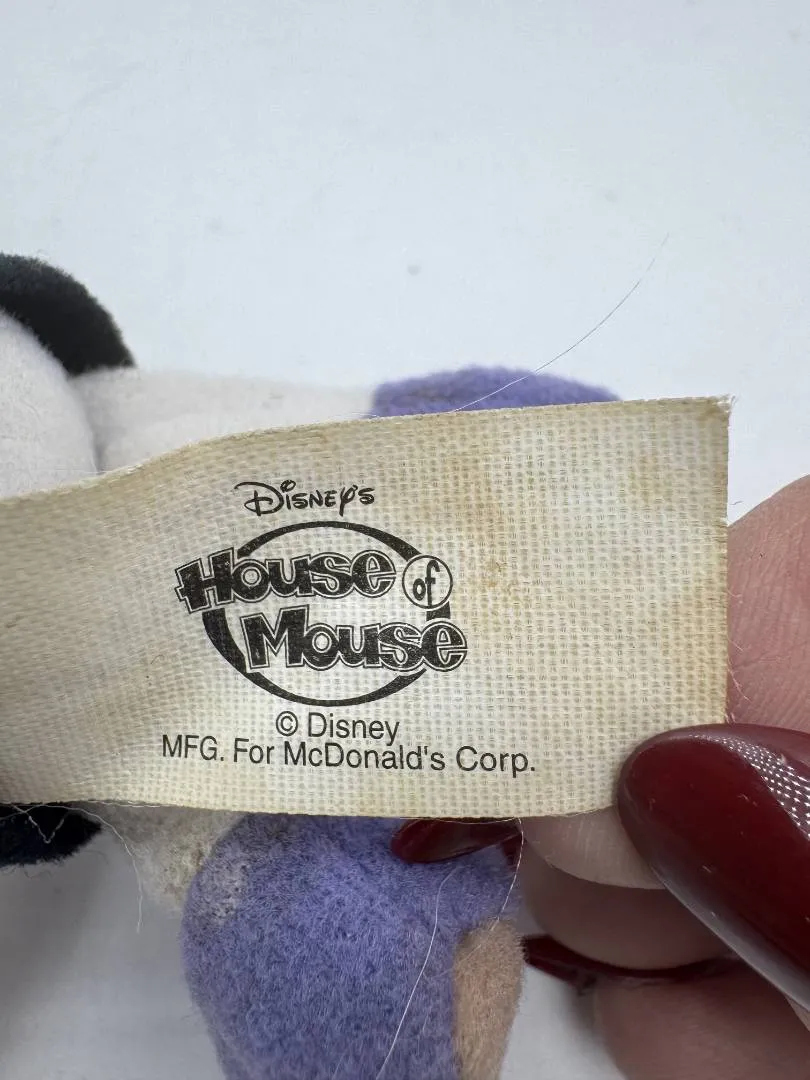 Disney's
House of
Mouse
© Disney
MFG. For McDonald's Corp.